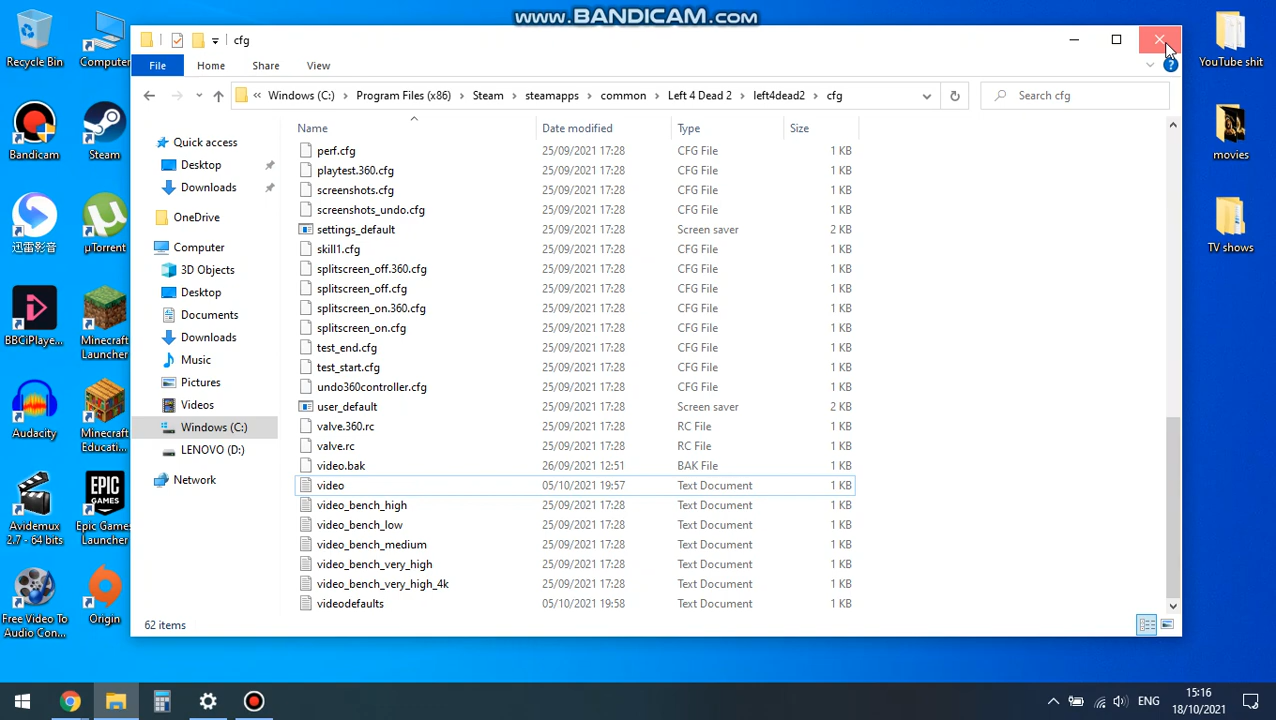 www.BANDICAM.com
cfg
File Home Share View
« Windows (C:) > Program Files (x86) > Steam > steamapps > common > Left 4 Dead 2 > left4dead2 > cfg
Search cfg
Name Date modified Type Size
perf.cfg 25/09/2021 17:28 CFG File 1 KB
playtest.360.cfg 25/09/2021 17:28 CFG File 1 KB
screenshots.cfg 25/09/2021 17:28 CFG File 1 KB
screenshots_undo.cfg 25/09/2021 17:28 CFG File 1 KB
settings_default 25/09/2021 17:28 Screen saver 2 KB
skill1.cfg 25/09/2021 17:28 CFG File 1 KB
splitscreen_off.360.cfg 25/09/2021 17:28 CFG File 1 KB
splitscreen_off.cfg 25/09/2021 17:28 CFG File 1 KB
splitscreen_on.360.cfg 25/09/2021 17:28 CFG File 1 KB
splitscreen_on.cfg 25/09/2021 17:28 CFG File 1 KB
test_end.cfg 25/09/2021 17:28 CFG File 1 KB
test_start.cfg 25/09/2021 17:28 CFG File 1 KB
undo360controller.cfg 25/09/2021 17:28 CFG File 1 KB
user_default 25/09/2021 17:28 Screen saver 2 KB
valve.360.rc 25/09/2021 17:28 RC File 1 KB
valve.rc 25/09/2021 17:28 RC File 1 KB
video.bak 26/09/2021 12:51 BAK File 1 KB
video 05/10/2021 19:57 Text Document 1 KB
video_bench_high 25/09/2021 17:28 Text Document 1 KB
video_bench_low 25/09/2021 17:28 Text Document 1 KB
video_bench_medium 25/09/2021 17:28 Text Document 1 KB
video_bench_very_high 25/09/2021 17:28 Text Document 1 KB
video_bench_very_high_4k 25/09/2021 17:28 Text Document 1 KB
videodefaults 05/10/2021 19:58 Text Document 1 KB
62 items
Quick access
Desktop
Downloads
OneDrive
Computer
3D Objects
Desktop
Documents
Downloads
Music
Pictures
Videos
Windows (C:)
LENOVO (D:)
Network
Recycle Bin
Computer
Bandicam
Steam
迅雷影音
µTorrent
BBCiPlaye...
Minecraft
Launcher
Audacity
Minecraft
Educati...
Avidemux
2.7 - 64 bits
EPIC
GAMES
Epic Games
Launcher
Free Video To
Audio Con...
Origin
YouTube shit
movies
TV shows
ENG
15:16
18/10/2021